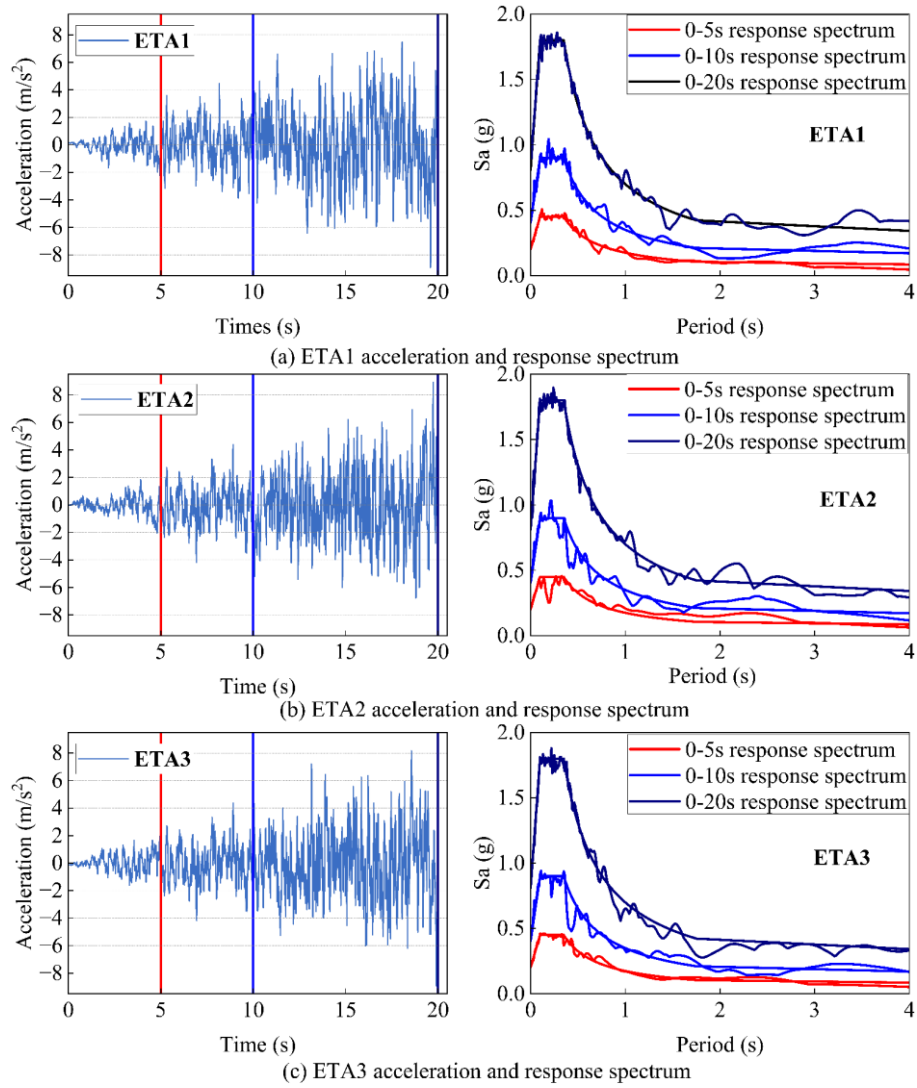 ETA1
Acceleration (m/s²)
8
6
4
2
0
−2
−4
−6
−8
0 5 10 15 20
Times (s)
0-5s response spectrum
0-10s response spectrum
0-20s response spectrum
ETA1
Sa (g)
2.0
1.5
1.0
0.5
0.0
0 1 2 3 4
Period (s)
(a) ETA1 acceleration and response spectrum
ETA2
Acceleration (m/s²)
8
6
4
2
0
−2
−4
−6
−8
0 5 10 15 20
Time (s)
0-5s response spectrum
0-10s response spectrum
0-20s response spectrum
ETA2
Sa (g)
2.0
1.5
1.0
0.5
0.0
0 1 2 3 4
Period (s)
(b) ETA2 acceleration and response spectrum
ETA3
Acceleration (m/s²)
8
6
4
2
0
−2
−4
−6
−8
0 5 10 15 20
Time (s)
0-5s response spectrum
0-10s response spectrum
0-20s response spectrum
ETA3
Sa (g)
2.0
1.5
1.0
0.5
0.0
0 1 2 3 4
Period (s)
(c) ETA3 acceleration and response spectrum